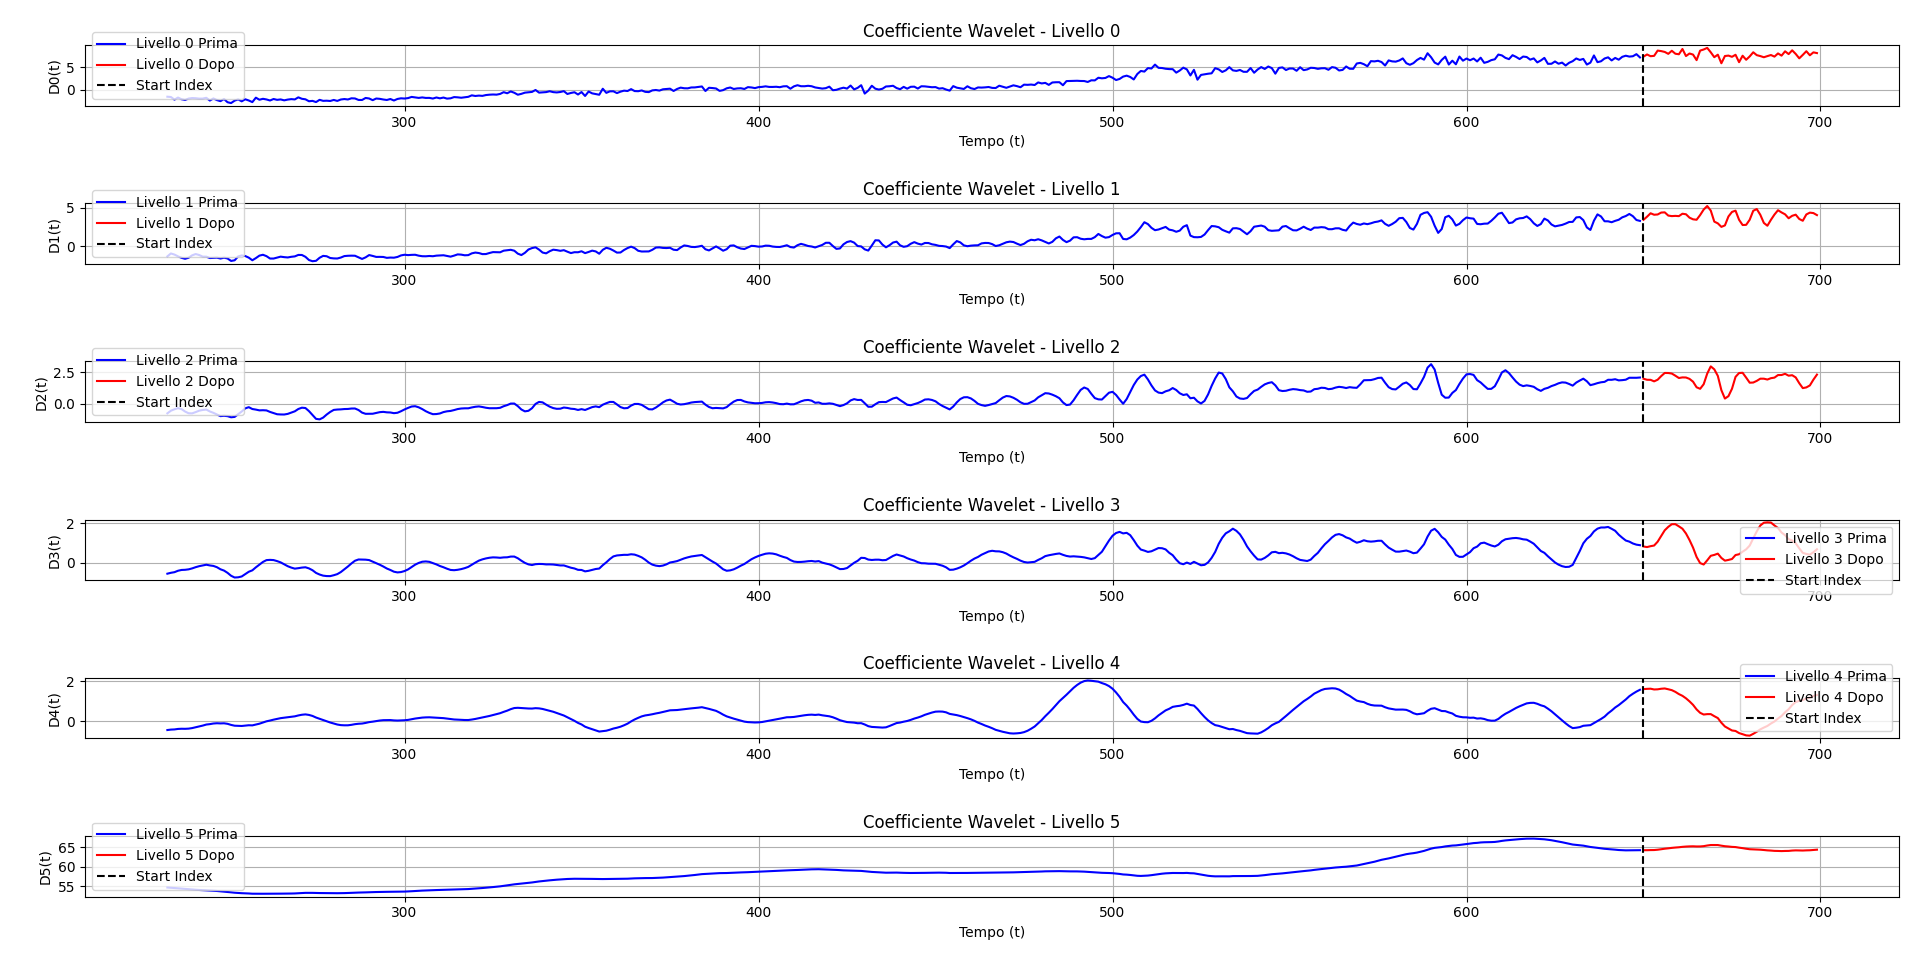 Coefficiente Wavelet - Livello 0
Livello 0 Prima
Livello 0 Dopo
Start Index
D0(t)
5
0
300 400 500 600 700
Tempo (t)
Coefficiente Wavelet - Livello 1
Livello 1 Prima
Livello 1 Dopo
Start Index
D1(t)
5
0
300 400 500 600 700
Tempo (t)
Coefficiente Wavelet - Livello 2
Livello 2 Prima
Livello 2 Dopo
Start Index
D2(t)
2.5
0.0
300 400 500 600 700
Tempo (t)
Coefficiente Wavelet - Livello 3
Livello 3 Prima
Livello 3 Dopo
Start Index
D3(t)
2
0
300 400 500 600 700
Tempo (t)
Coefficiente Wavelet - Livello 4
Livello 4 Prima
Livello 4 Dopo
Start Index
D4(t)
2
0
300 400 500 600 700
Tempo (t)
Coefficiente Wavelet - Livello 5
Livello 5 Prima
Livello 5 Dopo
Start Index
D5(t)
65
60
55
300 400 500 600 700
Tempo (t)